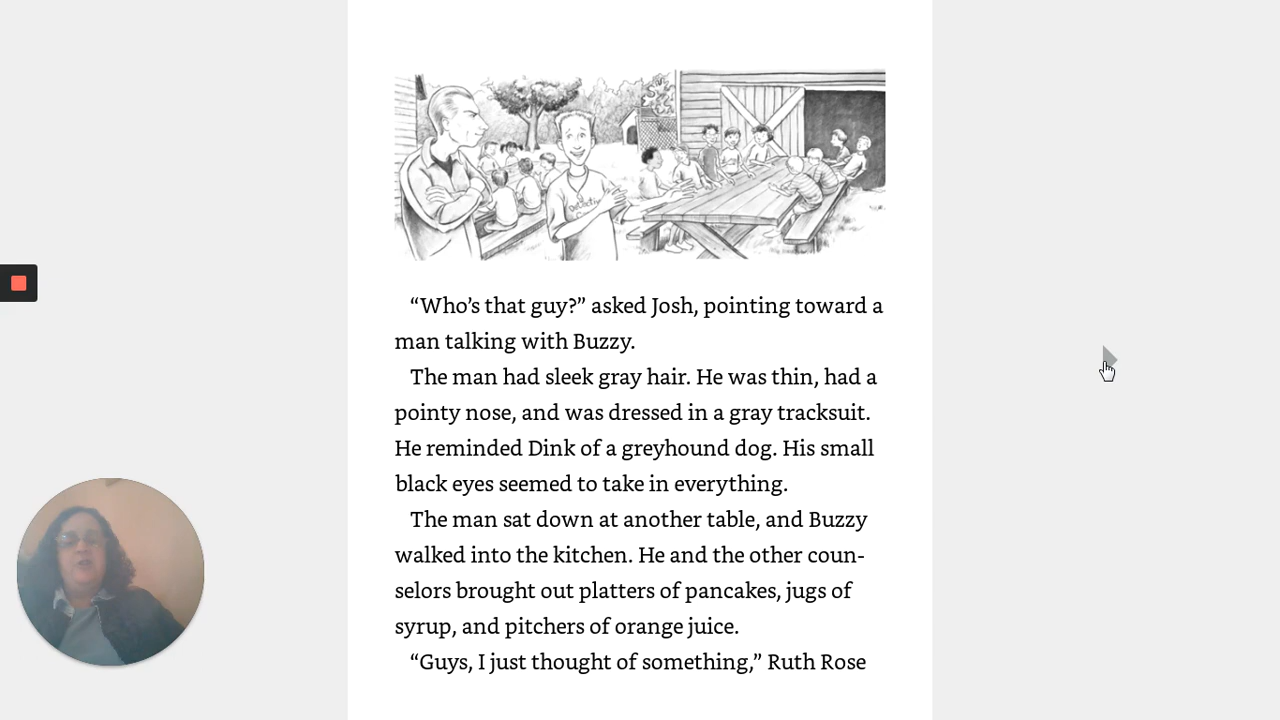 Detective
“Who’s that guy?” asked Josh, pointing toward a
man talking with Buzzy.
The man had sleek gray hair. He was thin, had a
pointy nose, and was dressed in a gray tracksuit.
He reminded Dink of a greyhound dog. His small
black eyes seemed to take in everything.
The man sat down at another table, and Buzzy
walked into the kitchen. He and the other coun-
selors brought out platters of pancakes, jugs of
syrup, and pitchers of orange juice.
“Guys, I just thought of something,” Ruth Rose